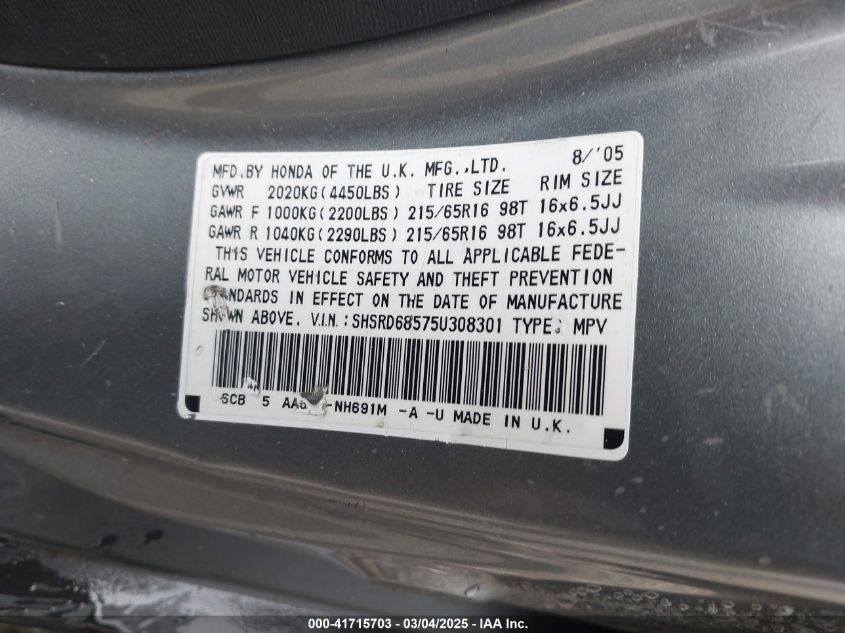 MFD.BY HONDA OF THE U.K. MFG.,LTD. 8/'05
GVWR 2020KG(4450LBS) TIRE SIZE RIM SIZE
GAWR F 1000KG(2200LBS) 215/65R16 98T 16x6.5JJ
GAWR R 1040KG(2290LBS) 215/65R16 98T 16x6.5JJ
THIS VEHICLE CONFORMS TO ALL APPLICABLE FEDE-
RAL MOTOR VEHICLE SAFETY AND THEFT PREVENTION
STANDARDS IN EFFECT ON THE DATE OF MANUFACTURE
SHOWN ABOVE. V.I.N.:SHSRD68575U308301 TYPE: MPV
SCB 5 -NH691M -A -U MADE IN U.K.
000-41715703 - 03/04/2025 - IAA Inc.